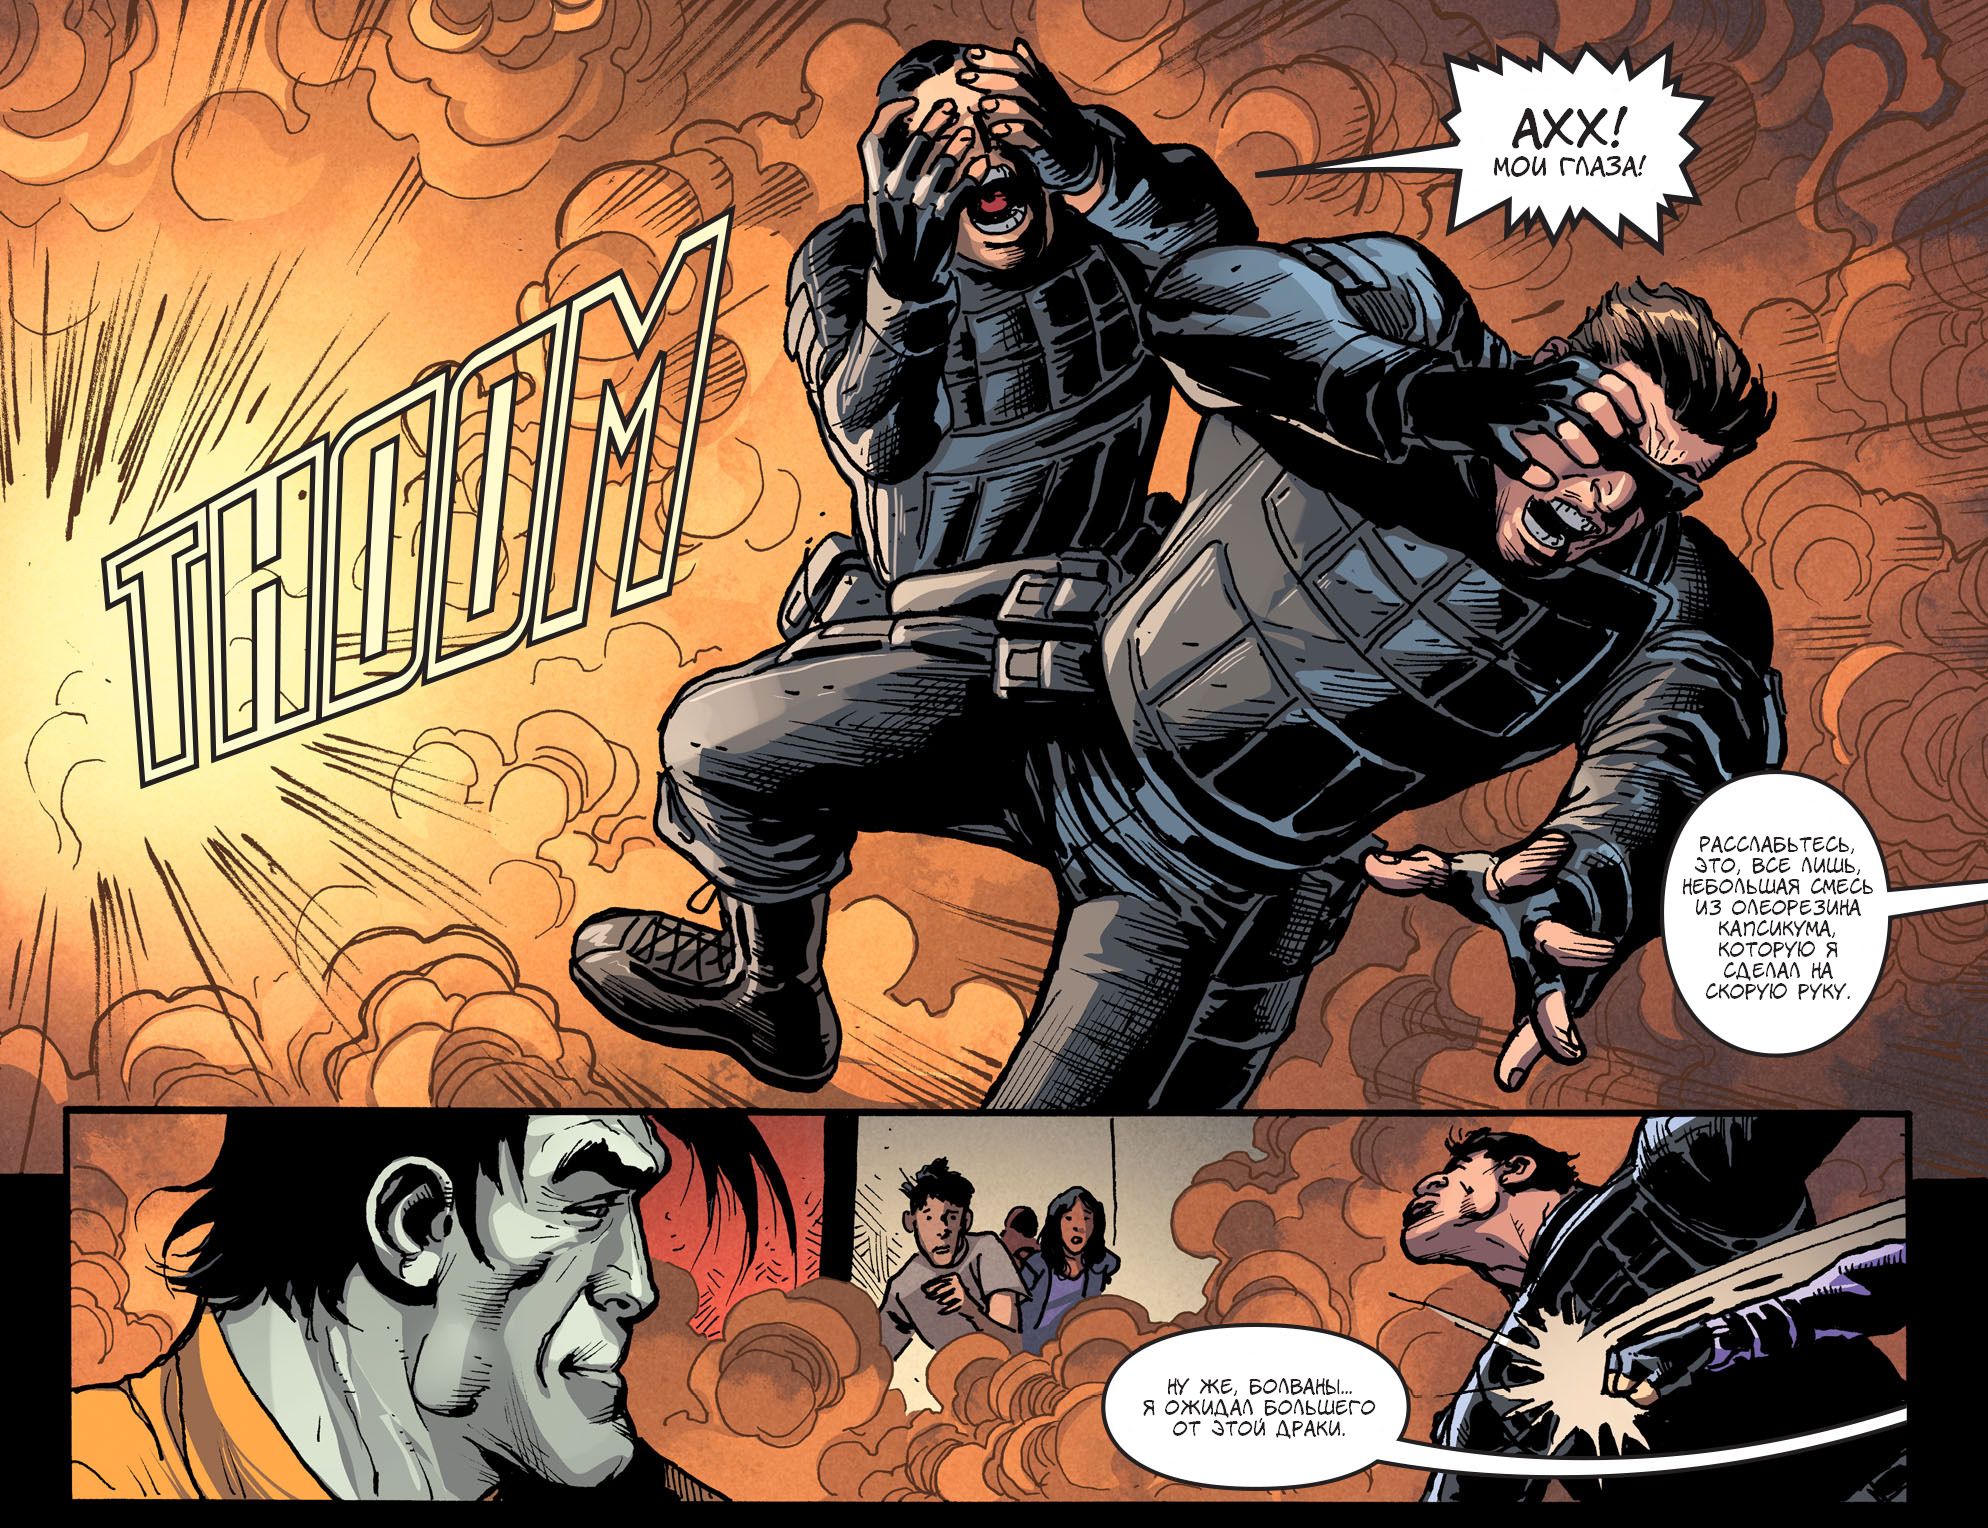 АХХ!
МОИ ГЛАЗА!
THOOM
РАССЛАБЬТЕСЬ,
ЭТО, ВСЕ ЛИШЬ,
НЕБОЛЬШАЯ СМЕСЬ
ИЗ ОЛЕОРЕЗИНА
КАПСИКУМА,
КОТОРУЮ Я
СДЕЛАЛ НА
СКОРУЮ РУКУ.
НУ ЖЕ, БОЛВАНЫ...
Я ОЖИДАЛ БОЛЬШЕГО
ОТ ЭТОЙ ДРАКИ.